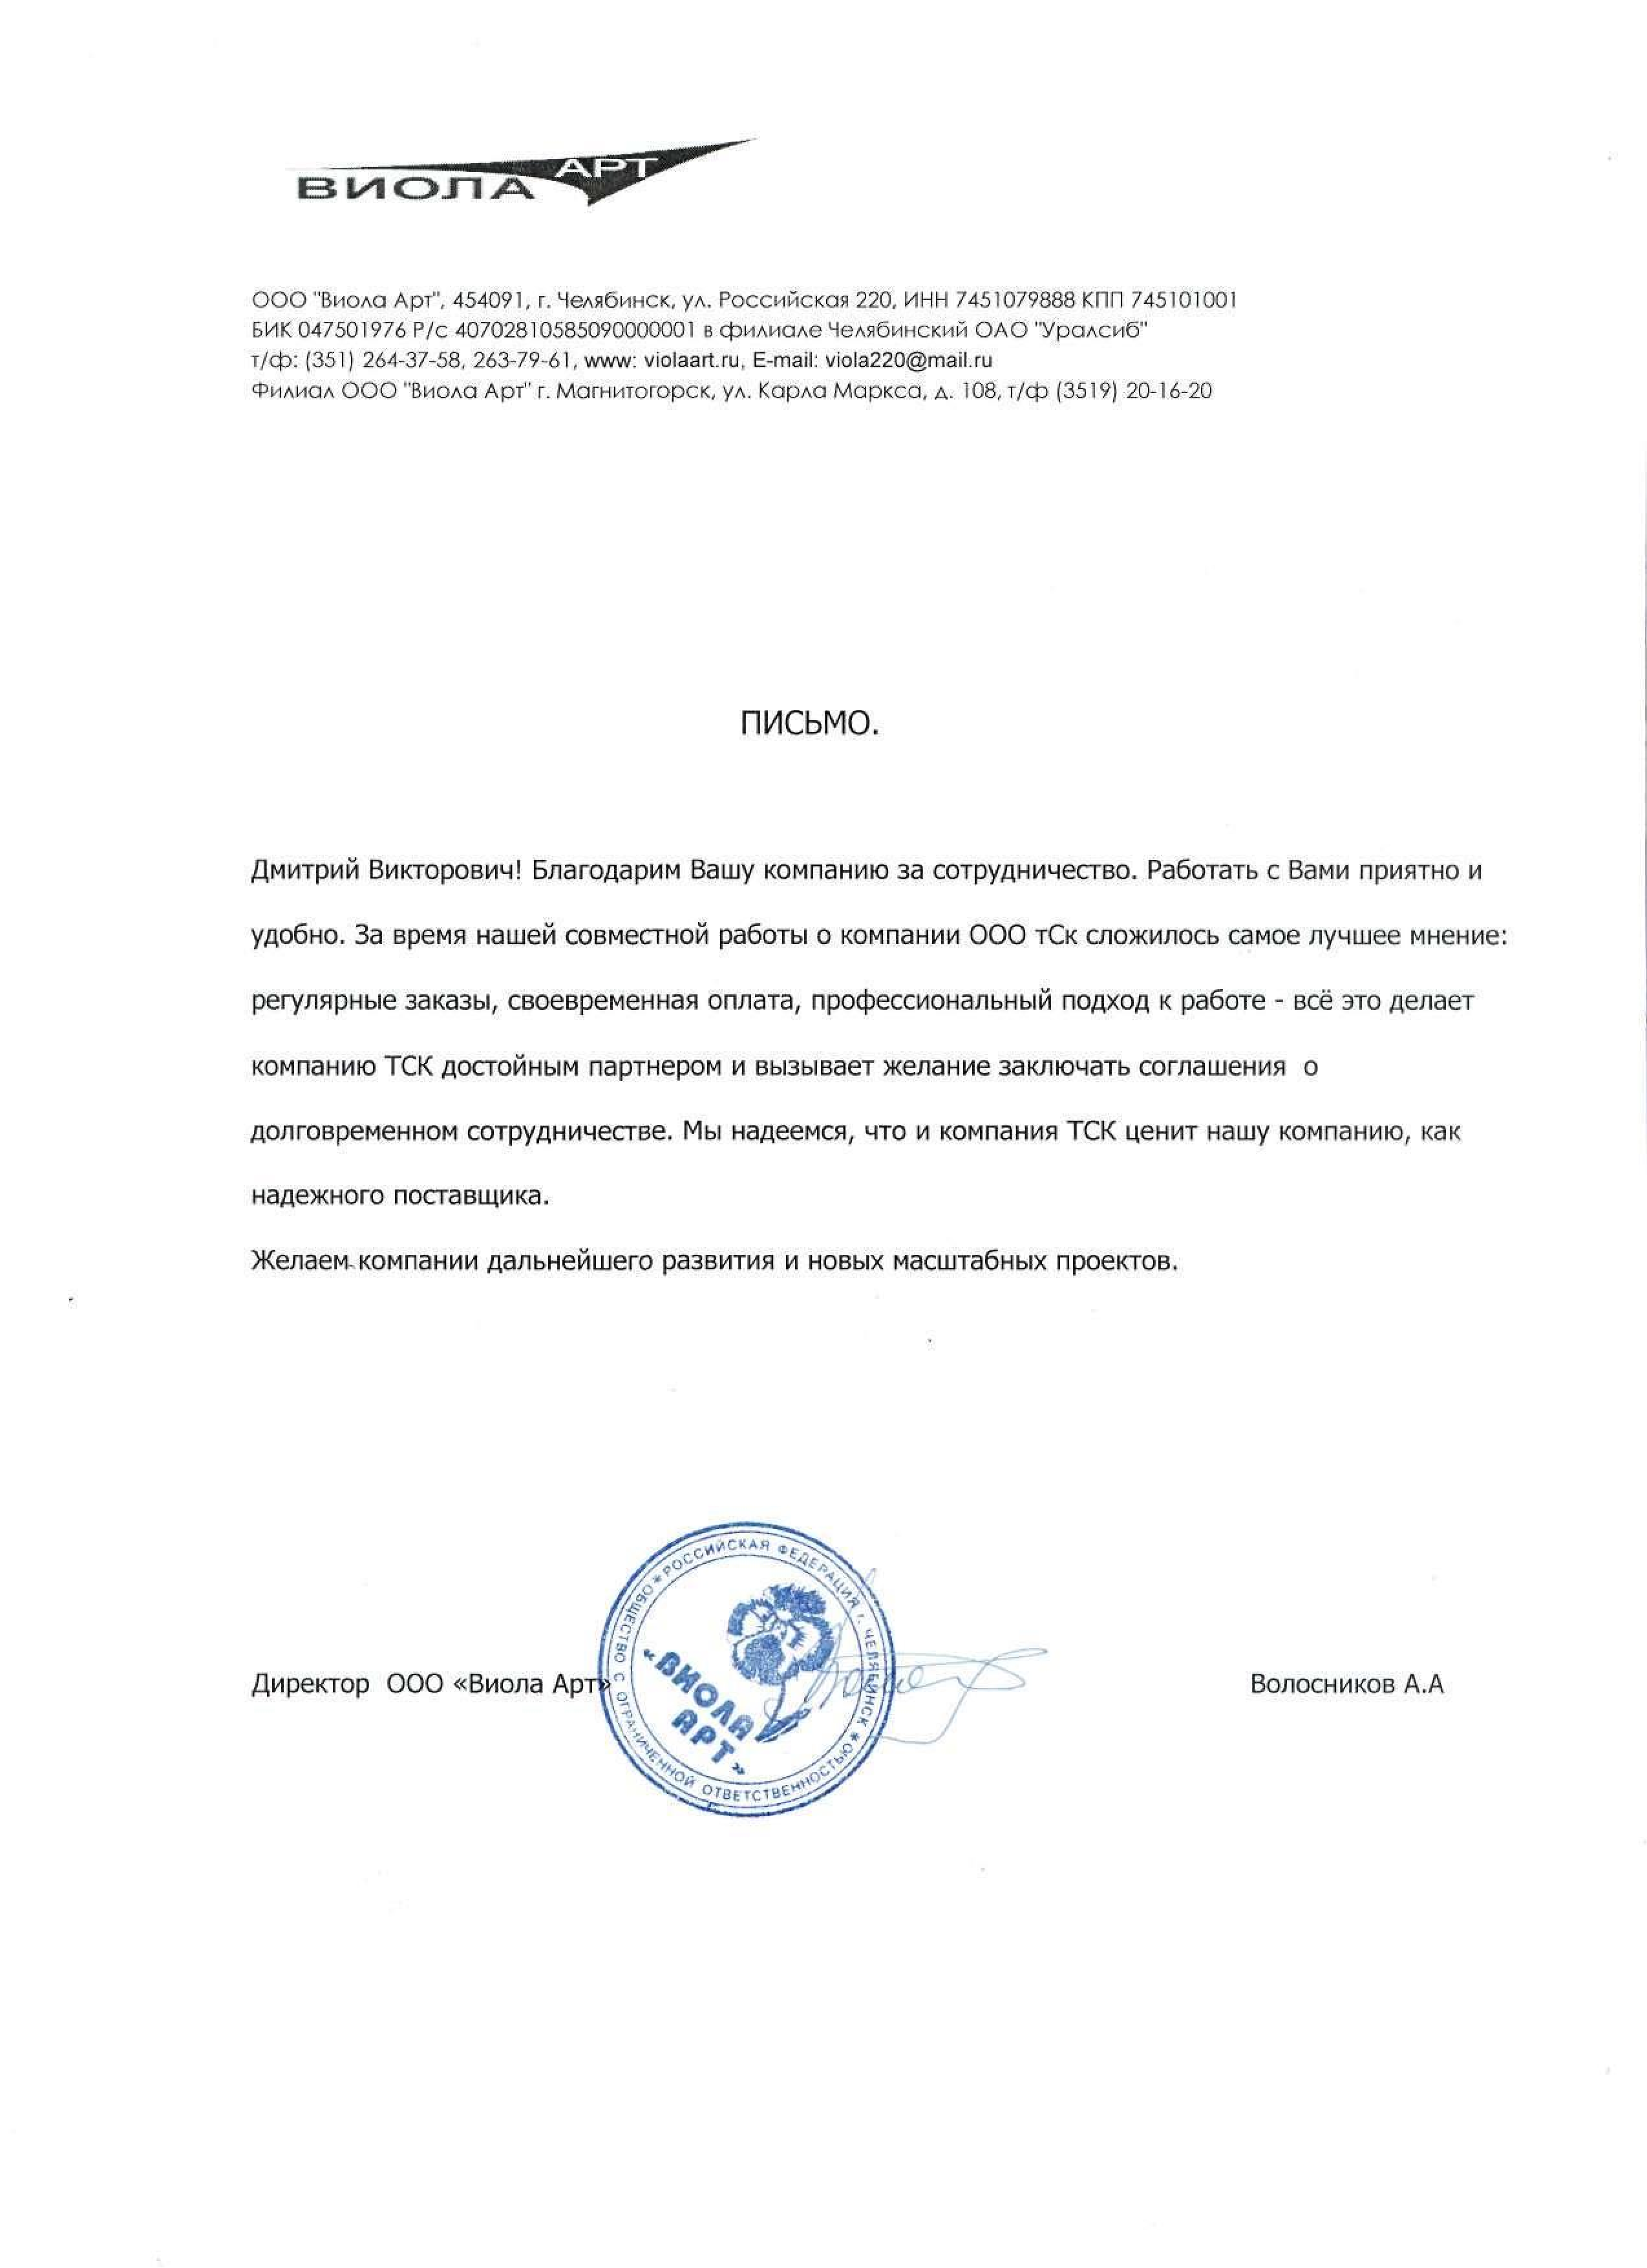 ВИОЛА АРТ
ООО "Виола Арт", 454091, г. Челябинск, ул. Российская 220, ИНН 7451079888 КПП 745101001
БИК 047501976 Р/с 40702810585090000001 в филиале Челябинский ОАО "Уралсиб"
т/ф: (351) 264-37-58, 263-79-61, www: violaart.ru, E-mail: viola220@mail.ru
Филиал ООО "Виола Арт" г. Магнитогорск, ул. Карла Маркса, д. 108, т/ф (3519) 20-16-20
ПИСЬМО.
Дмитрий Викторович! Благодарим Вашу компанию за сотрудничество. Работать с Вами приятно и
удобно. За время нашей совместной работы о компании ООО тСк сложилось самое лучшее мнение:
регулярные заказы, своевременная оплата, профессиональный подход к работе - всё это делает
компанию ТСК достойным партнером и вызывает желание заключать соглашения о
долговременном сотрудничестве. Мы надеемся, что и компания ТСК ценит нашу компанию, как
надежного поставщика.
Желаем компании дальнейшего развития и новых масштабных проектов.
Директор ООО «Виола Арт»
Волосников А.А
РОССИЙСКАЯ ФЕДЕРАЦИЯ г. ЧЕЛЯБИНСК * ОБЩЕСТВО С ОГРАНИЧЕННОЙ ОТВЕТСТВЕННОСТЬЮ *
«ВИОЛА
АРТ»